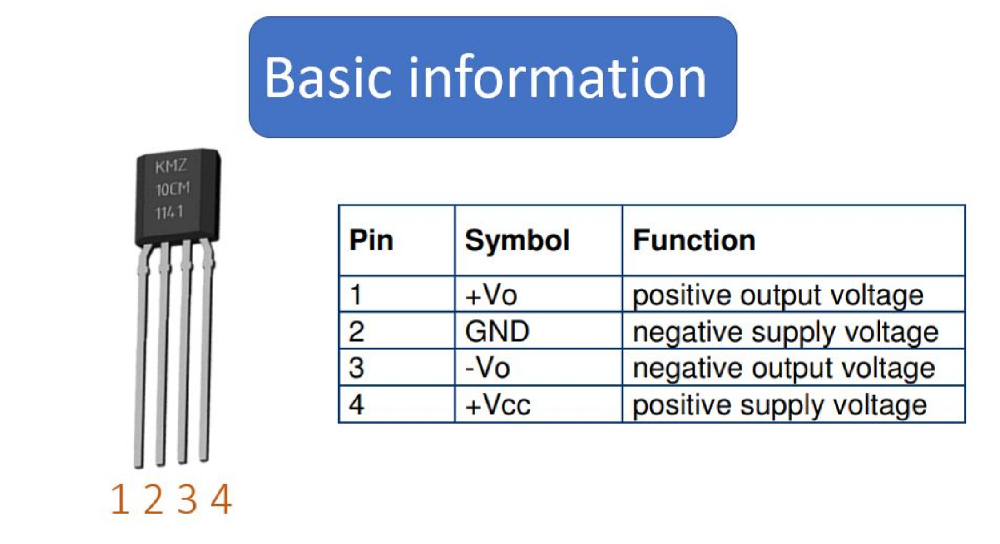 Basic information
KMZ
10CM
1141
1 2 3 4
Pin Symbol Function
1 +Vo positive output voltage
2 GND negative supply voltage
3 -Vo negative output voltage
4 +Vcc positive supply voltage